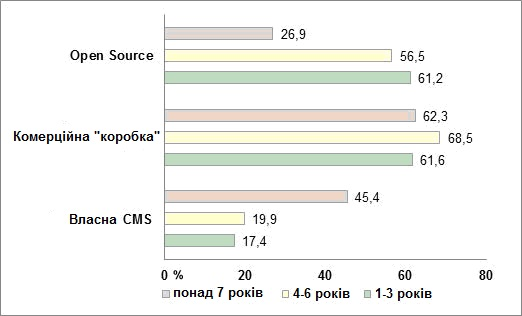 Open Source
26,9
56,5
61,2
Комерційна "коробка"
62,3
68,5
61,6
Власна CMS
45,4
19,9
17,4
0 % 20 40 60 80
понад 7 років 4-6 років 1-3 років